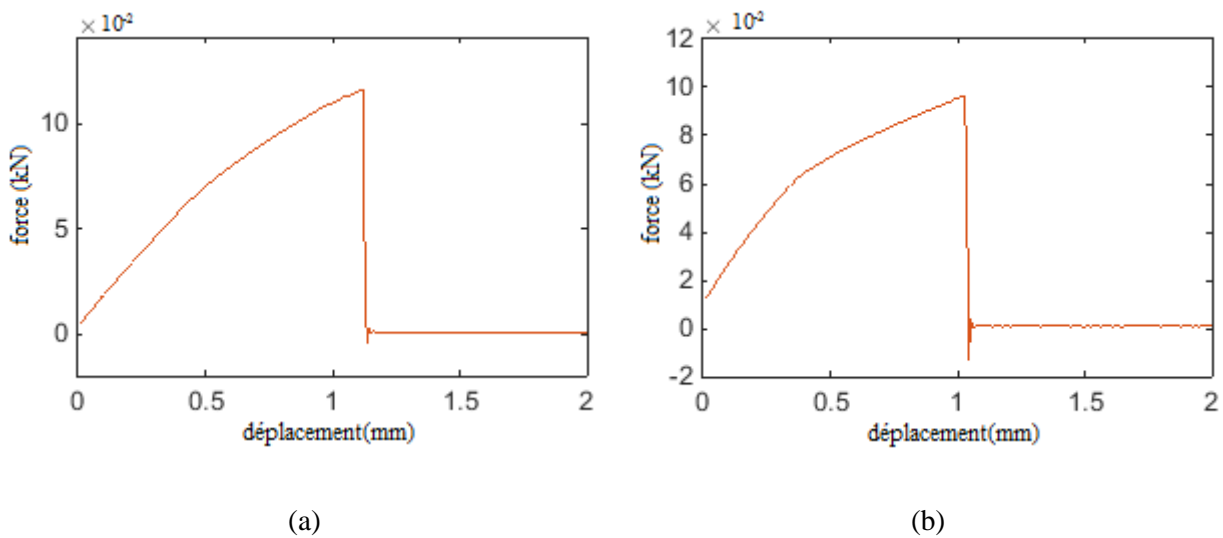 × 10⁻²
10
5
0
force (kN)
0 0.5 1 1.5 2
déplacement(mm)
(a)
× 10⁻²
12
10
8
6
4
2
0
-2
force (kN)
0 0.5 1 1.5 2
déplacement(mm)
(b)